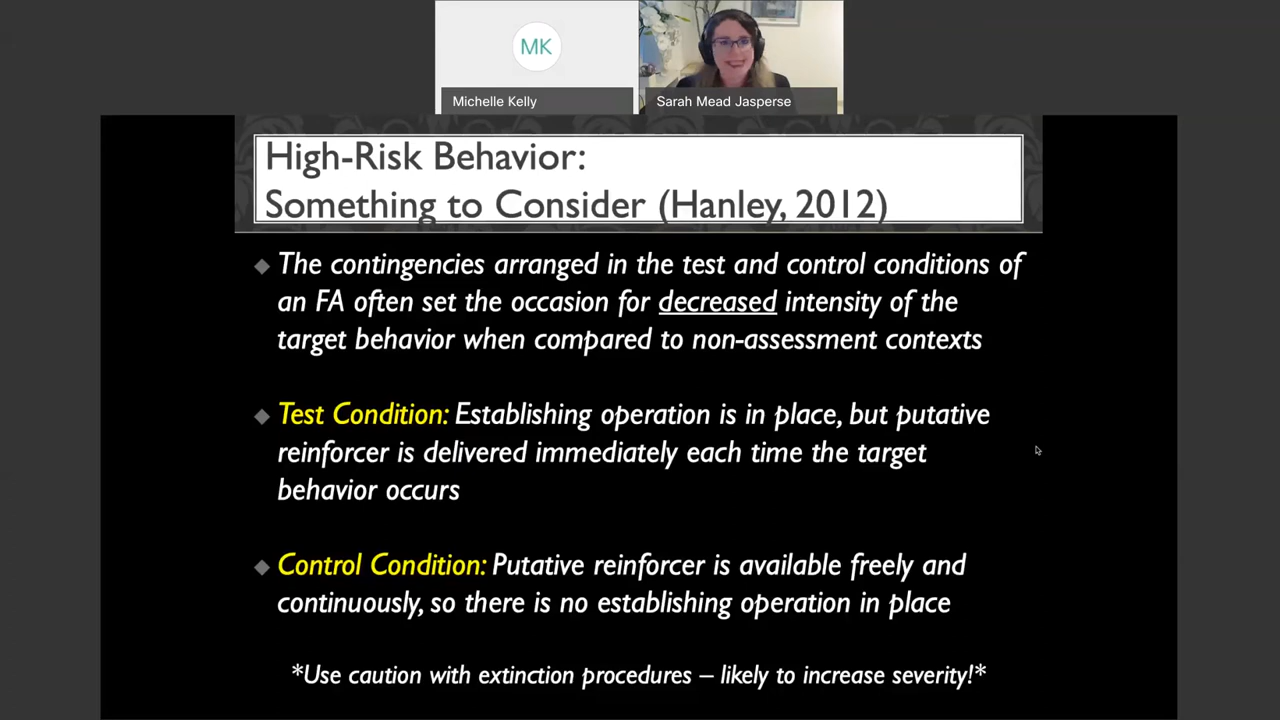 MK
Michelle Kelly
Sarah Mead Jasperse
High-Risk Behavior:
Something to Consider (Hanley, 2012)
The contingencies arranged in the test and control conditions of
an FA often set the occasion for decreased intensity of the
target behavior when compared to non-assessment contexts
Test Condition: Establishing operation is in place, but putative
reinforcer is delivered immediately each time the target
behavior occurs
Control Condition: Putative reinforcer is available freely and
continuously, so there is no establishing operation in place
*Use caution with extinction procedures – likely to increase severity!*